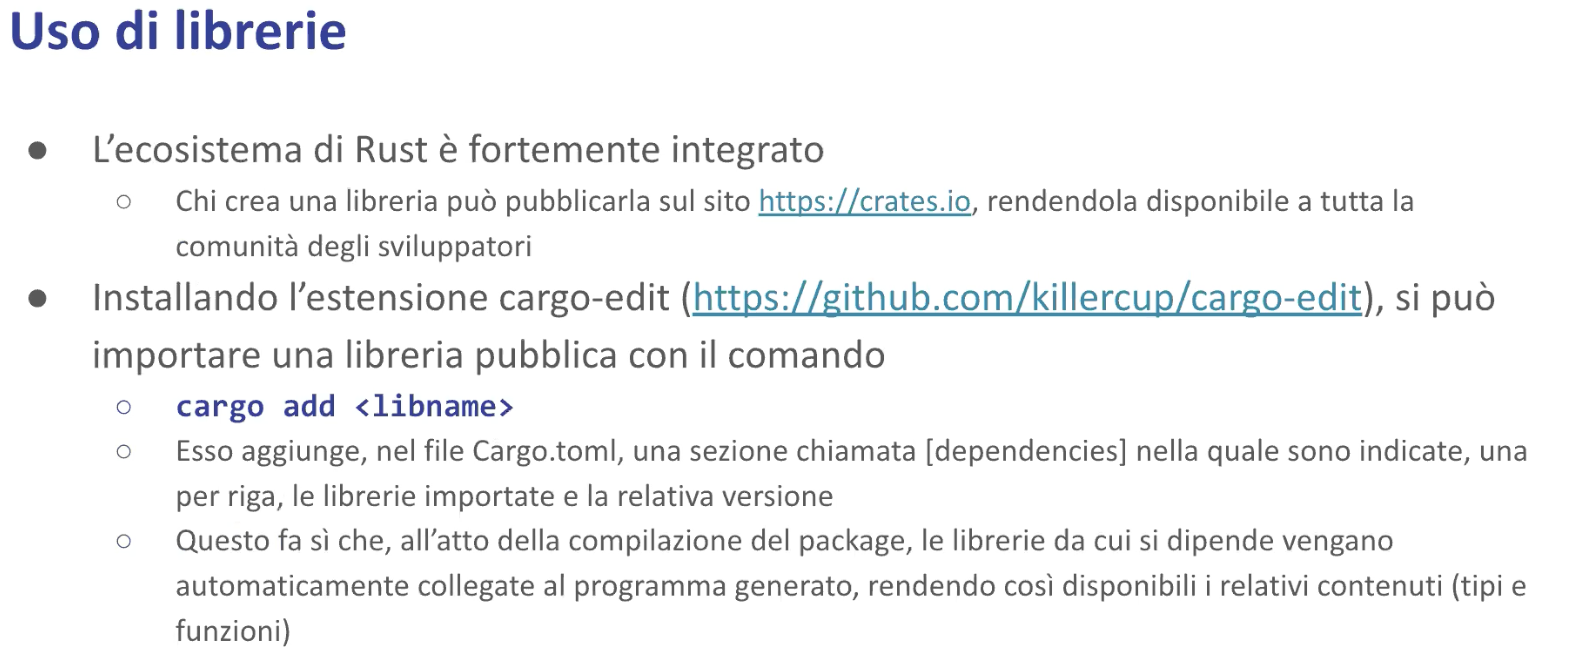 Uso di librerie
● L’ecosistema di Rust è fortemente integrato
○ Chi crea una libreria può pubblicarla sul sito https://crates.io, rendendola disponibile a tutta la
comunità degli sviluppatori
● Installando l’estensione cargo-edit (https://github.com/killercup/cargo-edit), si può
importare una libreria pubblica con il comando
○ cargo add <libname>
○ Esso aggiunge, nel file Cargo.toml, una sezione chiamata [dependencies] nella quale sono indicate, una
per riga, le librerie importate e la relativa versione
○ Questo fa sì che, all’atto della compilazione del package, le librerie da cui si dipende vengano
automaticamente collegate al programma generato, rendendo così disponibili i relativi contenuti (tipi e
funzioni)